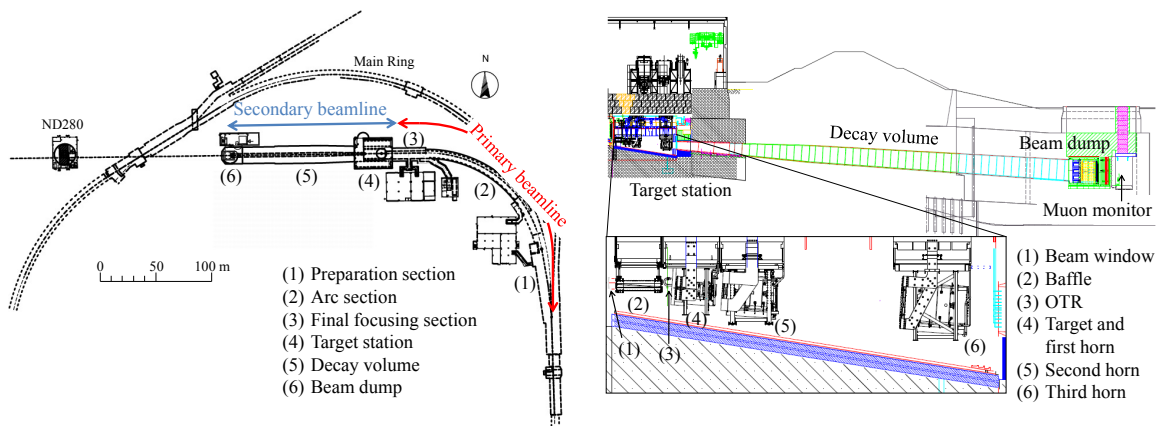 Main Ring
N
ND280
Secondary beamline
Primary beamline
(3)
(6)
(5)
(4)
(2)
(1)
0 50 100 m
(1) Preparation section
(2) Arc section
(3) Final focusing section
(4) Target station
(5) Decay volume
(6) Beam dump
Decay volume
Beam dump
Target station
Muon monitor
(2)
(4)
(5)
(1)
(3)
(6)
(1) Beam window
(2) Baffle
(3) OTR
(4) Target and
first horn
(5) Second horn
(6) Third horn